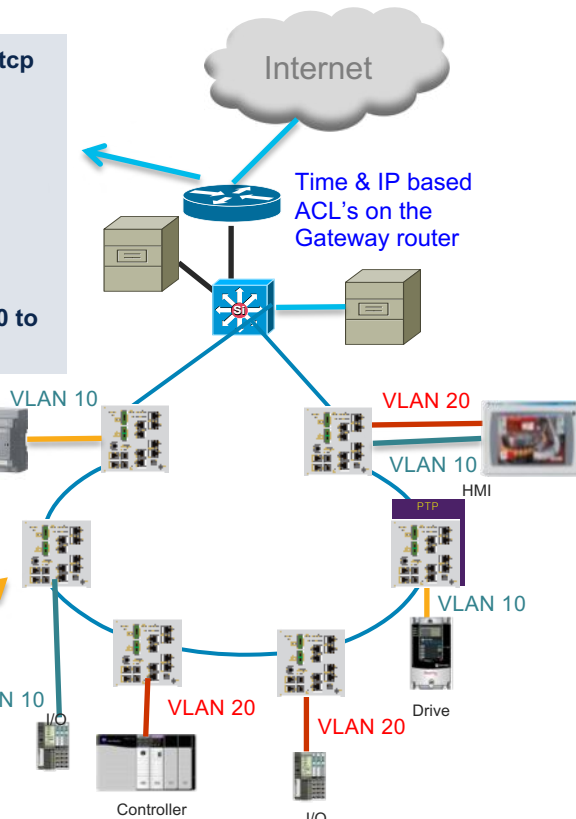 tcp
Internet
Time & IP based
ACL's on the
Gateway router
0 to
Si
VLAN 10
VLAN 20
VLAN 10
HMI
PTP
VLAN 10
Drive
N 10
I/O
VLAN 20
VLAN 20
Controller
I/O